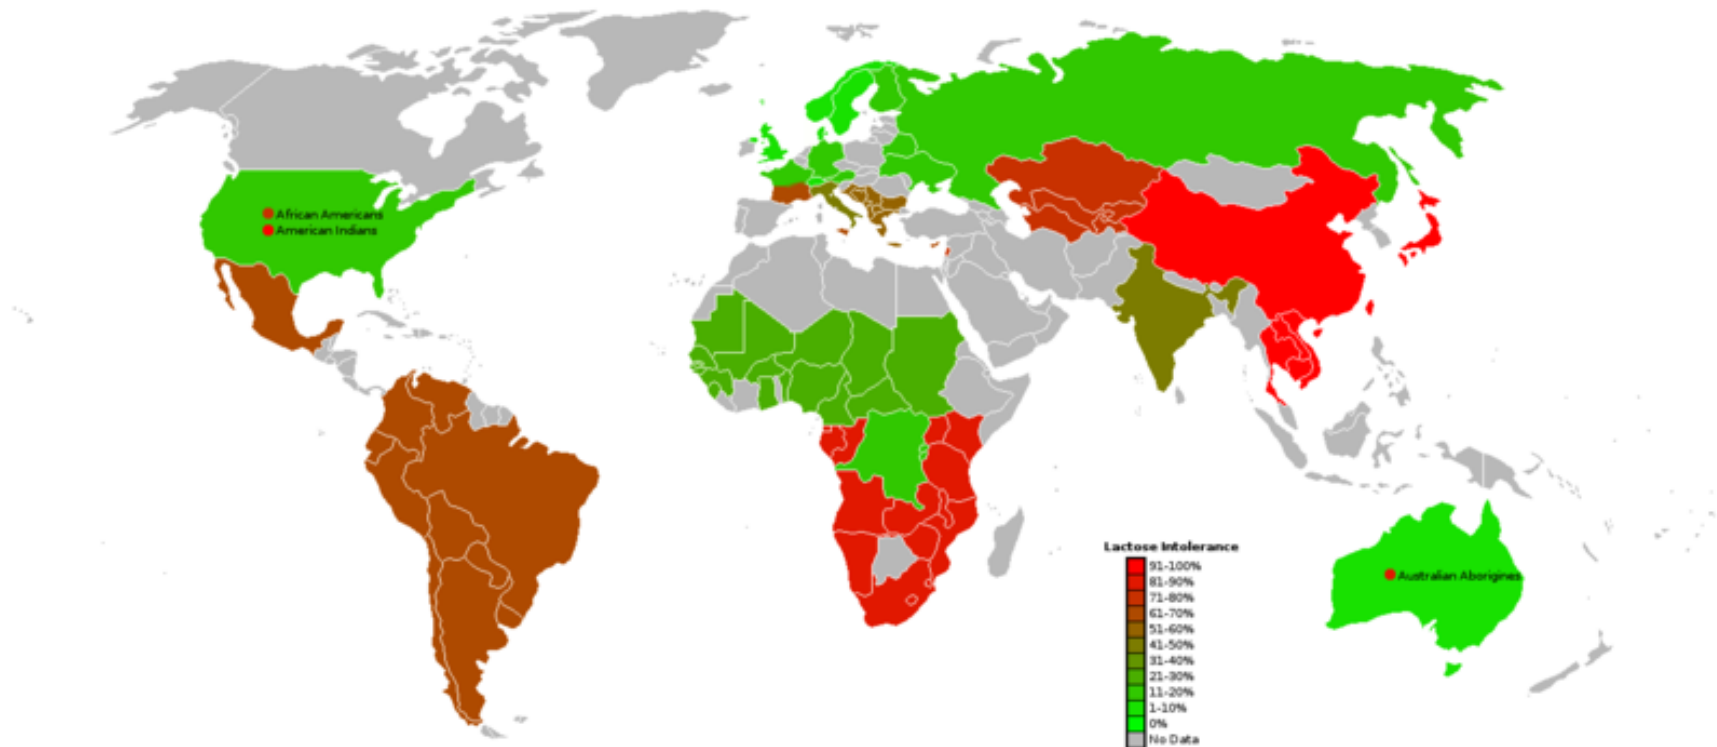 African Americans
American Indians
Lactose Intolerance
91-100%
81-90%
71-80%
61-70%
51-60%
41-50%
31-40%
21-30%
11-20%
1-10%
0%
No Data
Australian Aborigines